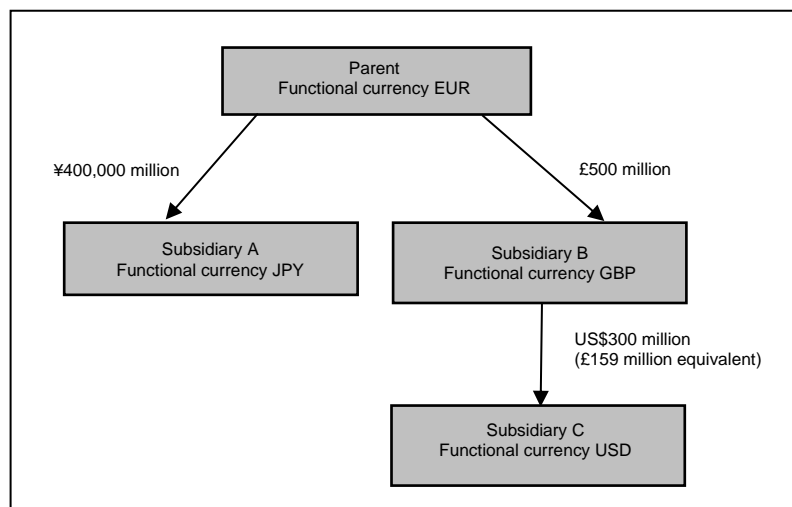 Parent
Functional currency EUR
¥400,000 million
£500 million
Subsidiary A
Functional currency JPY
Subsidiary B
Functional currency GBP
US$300 million
(£159 million equivalent)
Subsidiary C
Functional currency USD